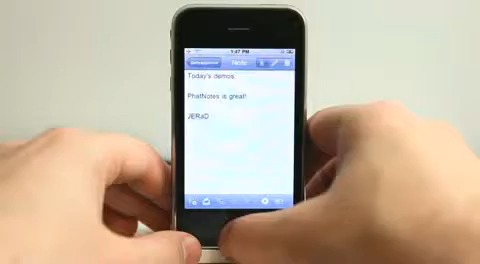 1:47 PM
Note
Today's demos
PhatNotes is great!
JERaD